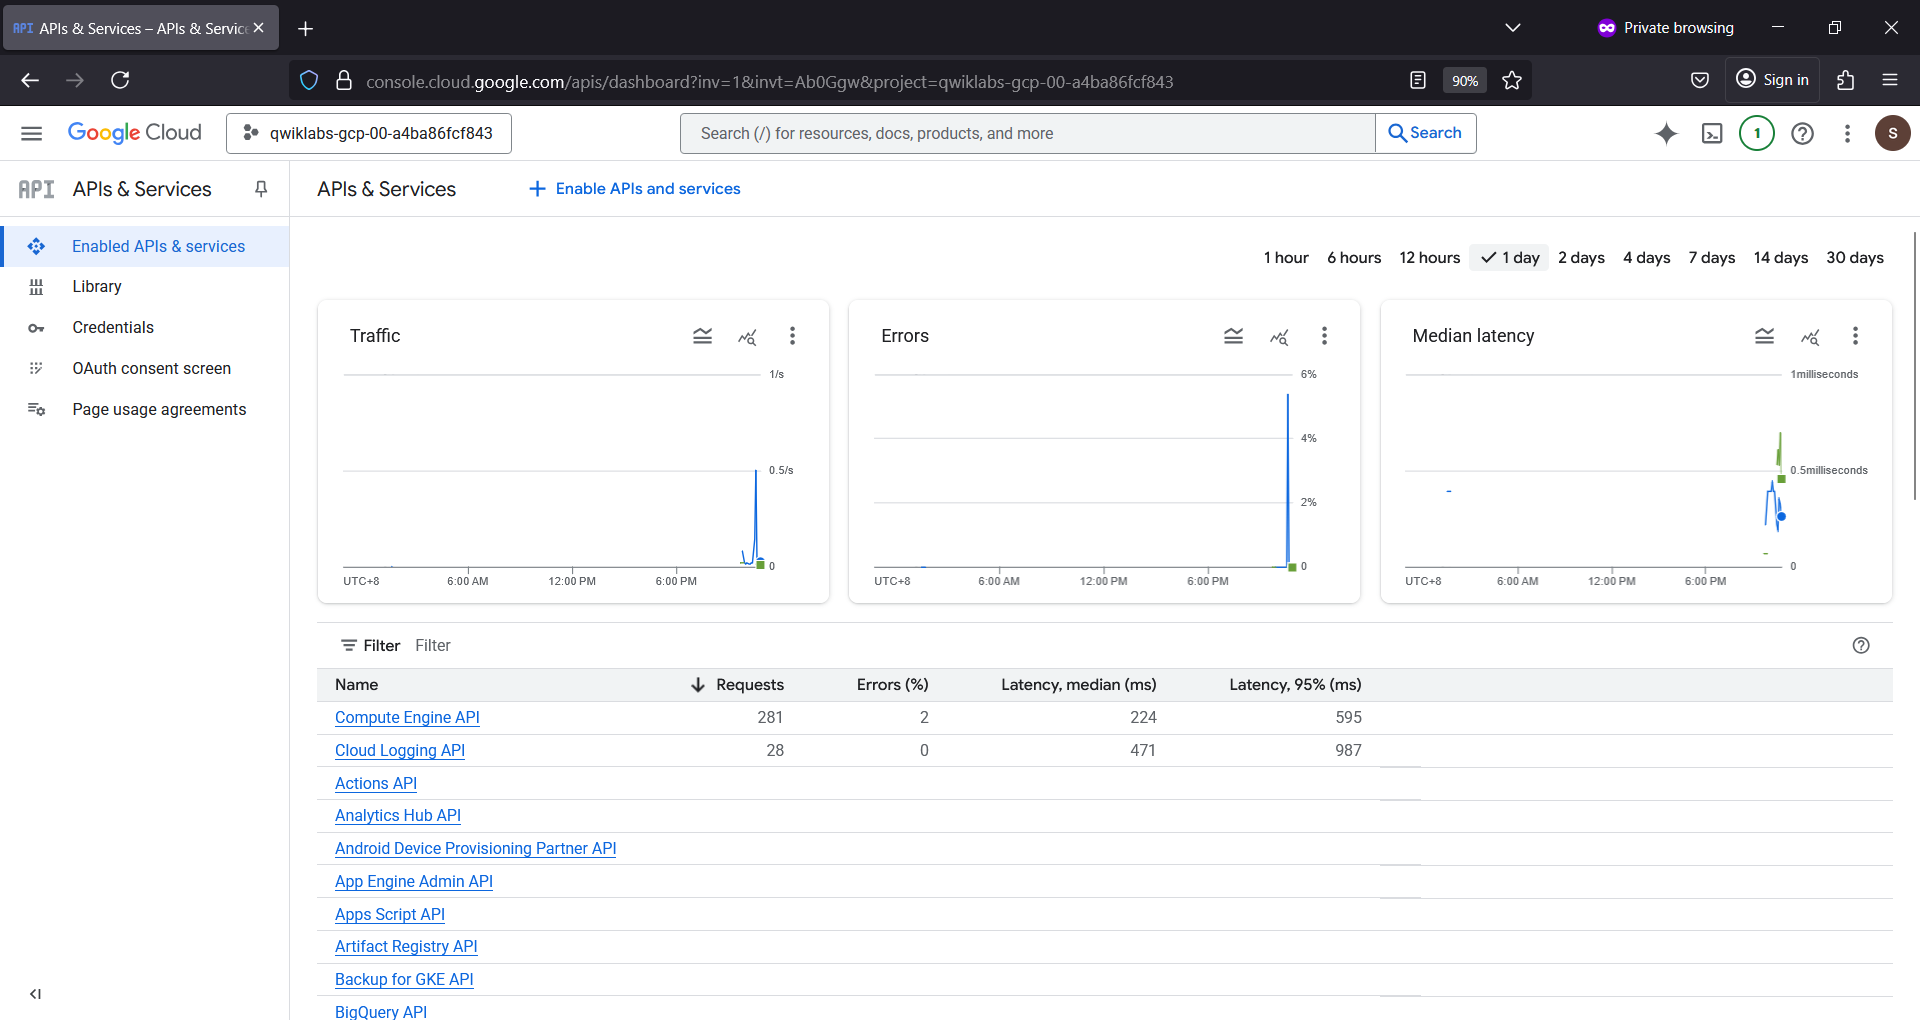 API APIs & Services – APIs & Service
Private browsing
console.cloud.google.com/apis/dashboard?inv=1&invt=Ab0Ggw&project=qwiklabs-gcp-00-a4ba86fcf843
90%
Sign in
Google Cloud
qwiklabs-gcp-00-a4ba86fcf843
Search (/) for resources, docs, products, and more
Search
1
S
API APIs & Services
APIs & Services
Enable APIs and services
Enabled APIs & services
Library
Credentials
OAuth consent screen
Page usage agreements
1 hour 6 hours 12 hours 1 day 2 days 4 days 7 days 14 days 30 days
Traffic
1/s
0.5/s
0
UTC+8 6:00 AM 12:00 PM 6:00 PM
Errors
6%
4%
2%
0
UTC+8 6:00 AM 12:00 PM 6:00 PM
Median latency
1milliseconds
0.5milliseconds
0
UTC+8 6:00 AM 12:00 PM 6:00 PM
Filter Filter
Name Requests Errors (%) Latency, median (ms) Latency, 95% (ms)
Compute Engine API 281 2 224 595
Cloud Logging API 28 0 471 987
Actions API
Analytics Hub API
Android Device Provisioning Partner API
App Engine Admin API
Apps Script API
Artifact Registry API
Backup for GKE API
BigQuery API